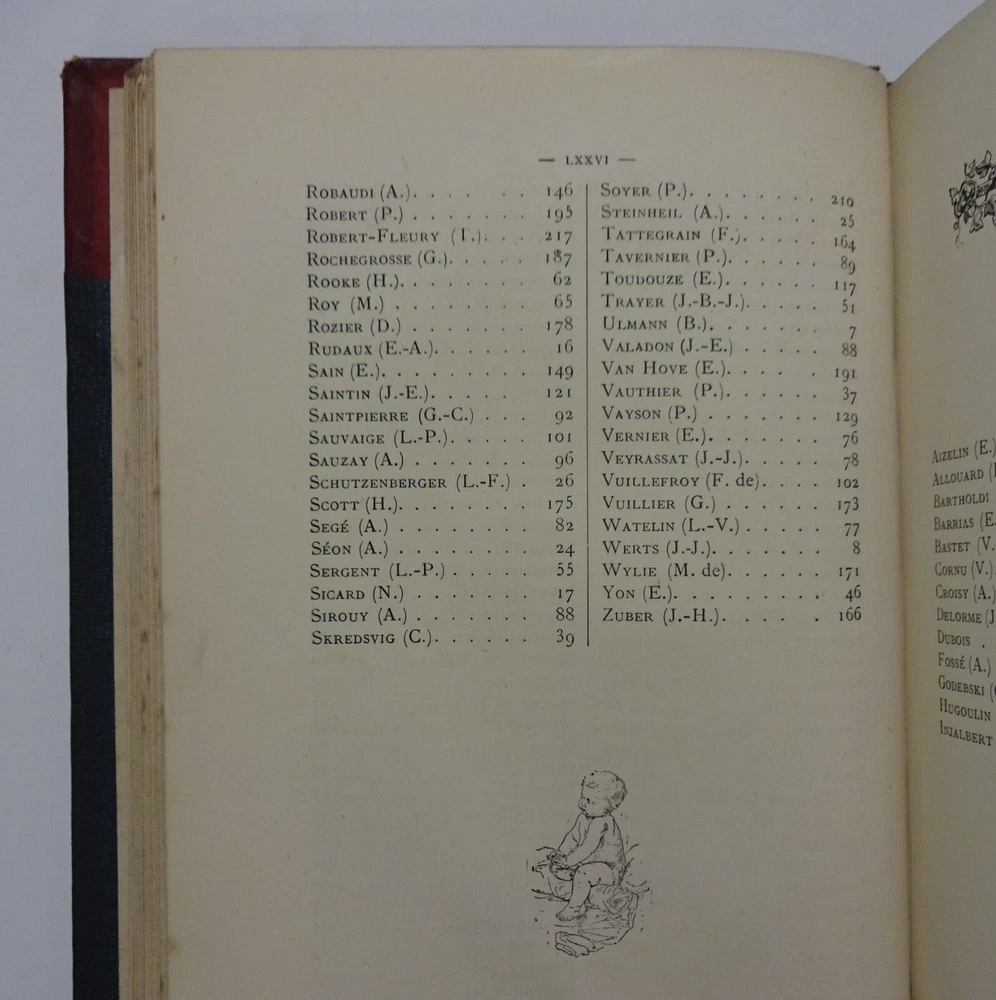 — LXXVI —
ROBAUDI (A.). . . . . . . 146
ROBERT (P.) . . . . . . . 195
ROBERT-FLEURY (T.). . . 217
ROCHEGROSSE (G.). . . . . 187
ROOKE (H.). . . . . . . . 62
ROY (M.) . . . . . . . . 65
ROZIER (D.) . . . . . . . 178
RUDAUX (E.-A.). . . . . . 16
SAIN (E.). . . . . . . . 149
SAINTIN (J.-E.). . . . . . 121
SAINTPIERRE (G.-C.) . . . 92
SAUVAIGE (L.-P.). . . . . 101
SAUZAY (A.) . . . . . . . 96
SCHUTZENBERGER (L.-F.) . 26
SCOTT (H.). . . . . . . . 175
SEGÉ (A.) . . . . . . . . 82
SÉON (A.) . . . . . . . . 24
SERGENT (L.-P.) . . . . . 55
SICARD (N.) . . . . . . . 17
SIROUY (A.) . . . . . . . 88
SKREDSVIG (C.). . . . . . 39
SOYER (P.). . . . . . . . 210
STEINHEIL (A.). . . . . . 25
TATTEGRAIN (F.). . . . . 164
TAVERNIER (P.). . . . . . 89
TOUDOUZE (E.). . . . . . 117
TRAYER (J.-B.-J.). . . . . 51
ULMANN (B.). . . . . . . 7
VALADON (J.-E.) . . . . . 88
VAN HOVE (E.). . . . . . 191
VAUTHIER (P.). . . . . . 37
VAYSON (P.) . . . . . . . 129
VERNIER (E.). . . . . . . 76
VEYRASSAT (J.-J.). . . . . 78
VUILLEFROY (F. de). . . . 102
VUILLIER (G.) . . . . . . 173
WATELIN (L.-V.) . . . . . 77
WERTS (J.-J.). . . . . . . 8
WYLIE (M. de). . . . . . 171
YON (E.). . . . . . . . . 46
ZUBER (J.-H.). . . . . . 166
AIZELIN (E.)
ALLOUARD (
BARTHOLDI
BARRIAS (E.
BASTET (V.
CORNU (V.)
CROISY (A.)
DELORME (J
DUBOIS .
FOSSÉ (A.)
GODEBSKI (
HUGOULIN
INJALBERT